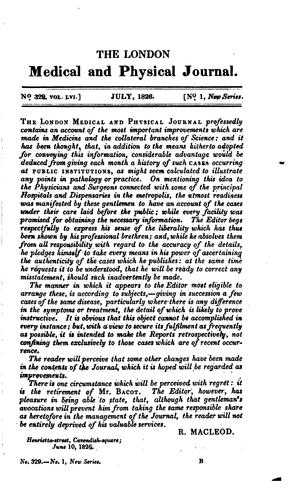 THE LONDON
Medical and Physical Journal.
No 329, VOL. LVI.] JULY, 1826. [No 1, New Series.
THE LONDON MEDICAL AND PHYSICAL JOURNAL professedly
contains an account of the most important improvements which are
made in Medicine and the collateral branches of Science: and it
has been thought, that, in addition to the means hitherto adopted
for conveying this information, considerable advantage would be
deduced from giving each month a history of such CASES occurring
at PUBLIC INSTITUTIONS, as might seem calculated to illustrate
any points in pathology or practice. On mentioning this idea to
the Physicians and Surgeons connected with some of the principal
Hospitals and Dispensaries in the metropolis, the utmost readiness
was manifested by these gentlemen to have an account of the cases
under their care laid before the public; while every facility was
promised for obtaining the necessary information. The Editor begs
respectfully to express his sense of the liberality which has thus
been shown by his professional brethren; and, while he absolves them
from all responsibility with regard to the accuracy of the details,
he pledges himself to take every means in his power of ascertaining
the authenticity of the cases which he publishes: at the same time
he requests it to be understood, that he will be ready to correct any
misstatement, should such inadvertently be made.
The manner in which it appears to the Editor most eligible to
arrange these, is according to subjects,—giving in succession a few
cases of the same disease, particularly where there is any difference
in the symptoms or treatment, the detail of which is likely to prove
instructive. It is obvious that this object cannot be accomplished in
every instance; but, with a view to secure its fulfilment as frequently
as possible, it is intended to make the Reports retrospectively, not
confining them exclusively to those cases which are of recent occur-
rence.
The reader will perceive that some other changes have been made
in the contents of the Journal, which it is hoped will be regarded as
improvements.
There is one circumstance which will be perceived with regret: it
is the retirement of MR. BACOT. The Editor, however, has
pleasure in being able to state, that, although that gentleman's
avocations will prevent him from taking the same responsible share
as heretofore in the management of the Journal, the reader will not
be entirely deprived of his valuable services.
R. MACLEOD.
Henrietta-street, Cavendish-square;
June 10, 1826.
No. 329.—No. 1, New Series. B